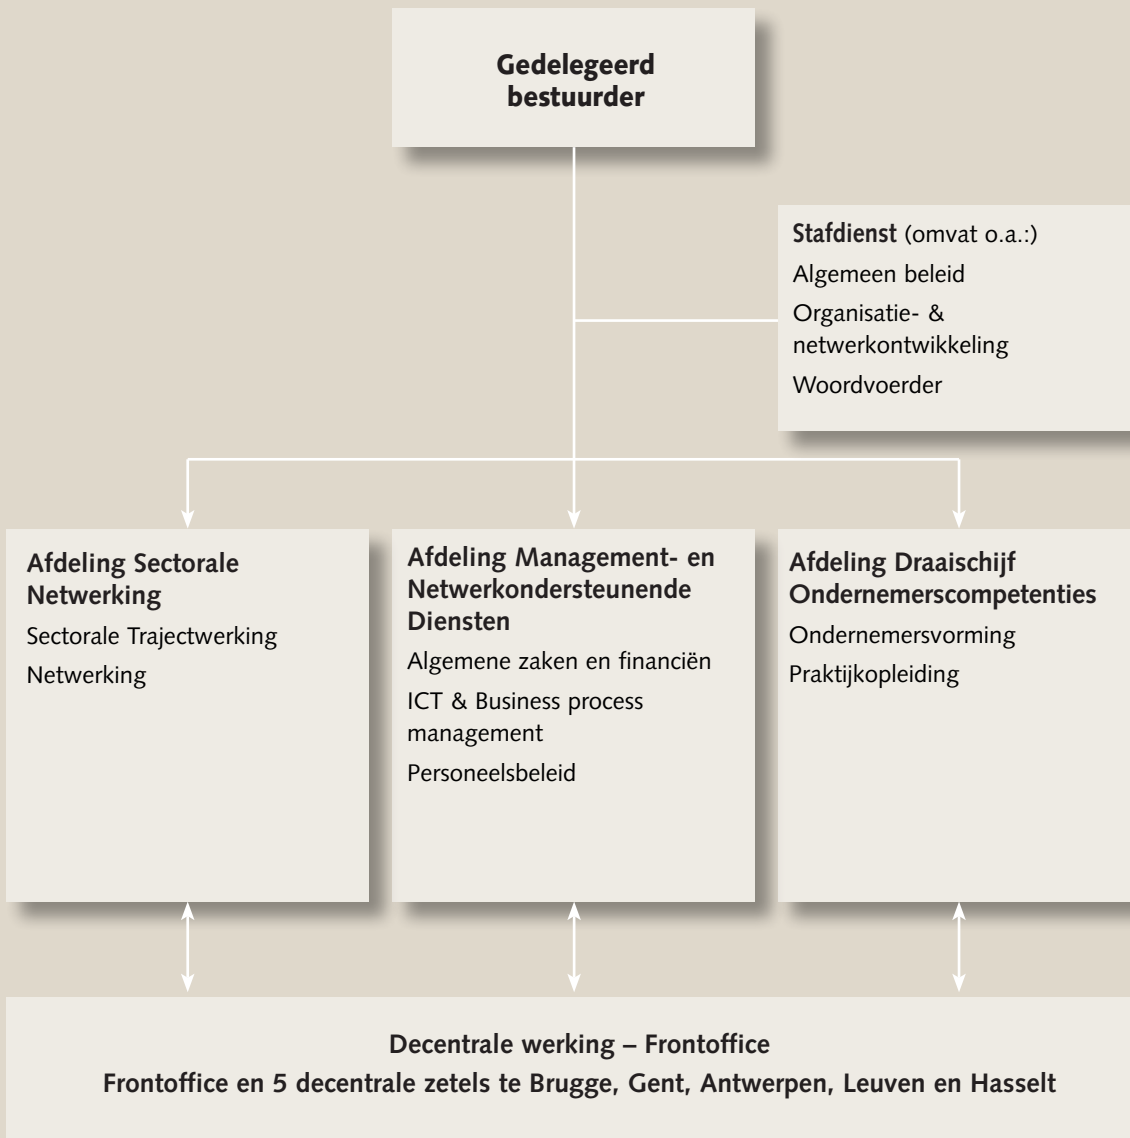 Gedelegeerd
bestuurder
Stafdienst (omvat o.a.:)
Algemeen beleid
Organisatie- &
netwerkontwikkeling
Woordvoerder
Afdeling Sectorale
Netwerking
Sectorale Trajectwerking
Netwerking
Afdeling Management- en
Netwerkondersteunende
Diensten
Algemene zaken en financiën
ICT & Business process
management
Personeelsbeleid
Afdeling Draaischijf
Ondernemerscompetenties
Ondernemersvorming
Praktijkopleiding
Decentrale werking – Frontoffice
Frontoffice en 5 decentrale zetels te Brugge, Gent, Antwerpen, Leuven en Hasselt